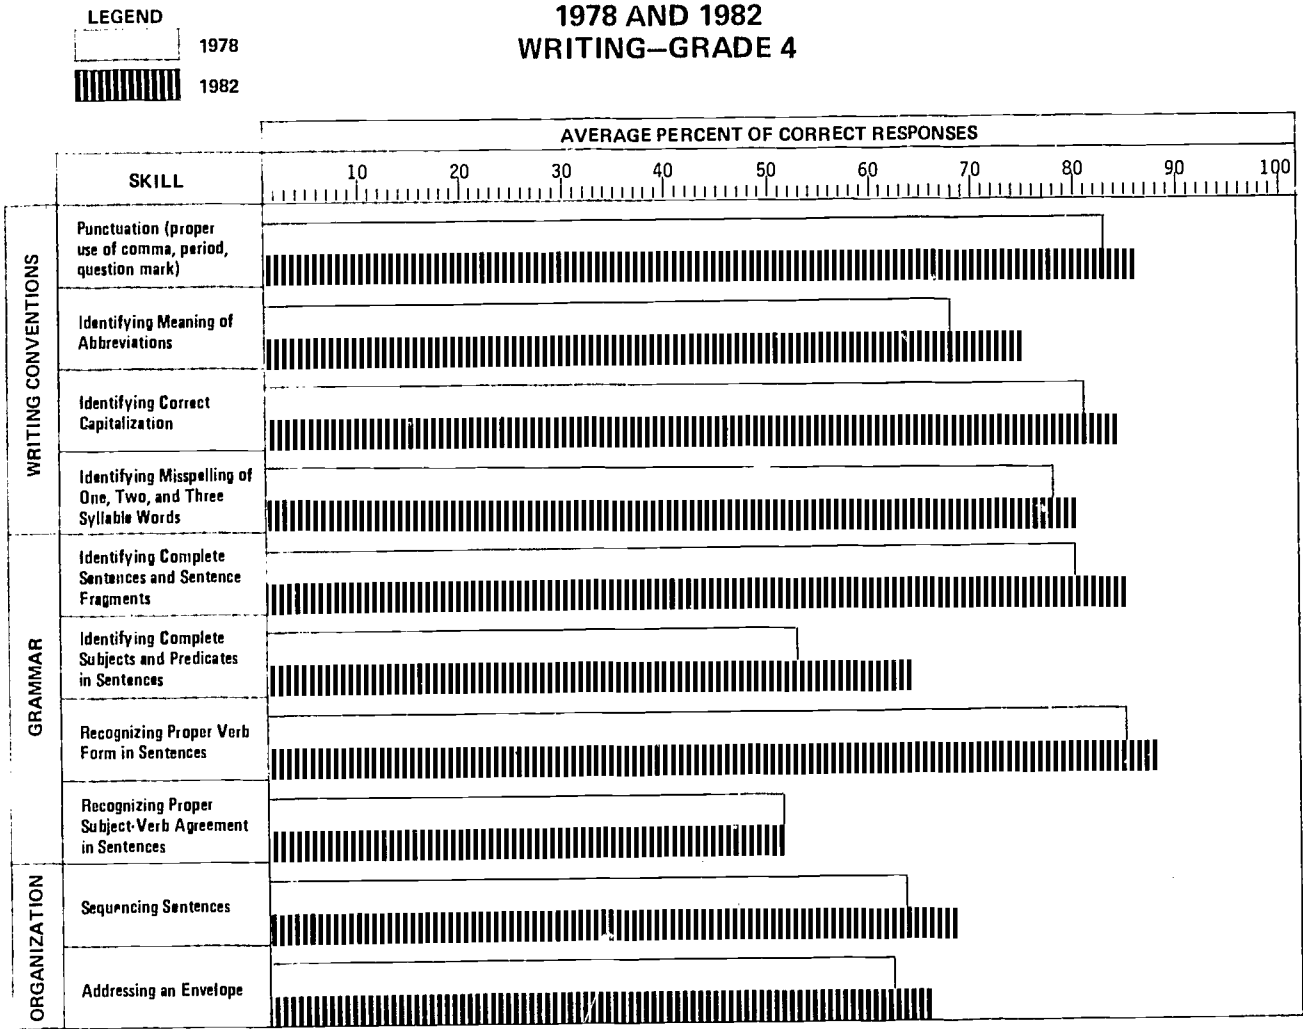 LEGEND
1978
1982
1978 AND 1982
WRITING—GRADE 4
AVERAGE PERCENT OF CORRECT RESPONSES
SKILL
10 20 30 40 50 60 70 80 90 100
WRITING CONVENTIONS
Punctuation (proper
use of comma, period,
question mark)
Identifying Meaning of
Abbreviations
Identifying Correct
Capitalization
Identifying Misspelling of
One, Two, and Three
Syllable Words
GRAMMAR
Identifying Complete
Sentences and Sentence
Fragments
Identifying Complete
Subjects and Predicates
in Sentences
Recognizing Proper Verb
Form in Sentences
Recognizing Proper
Subject-Verb Agreement
in Sentences
ORGANIZATION
Sequencing Sentences
Addressing an Envelope